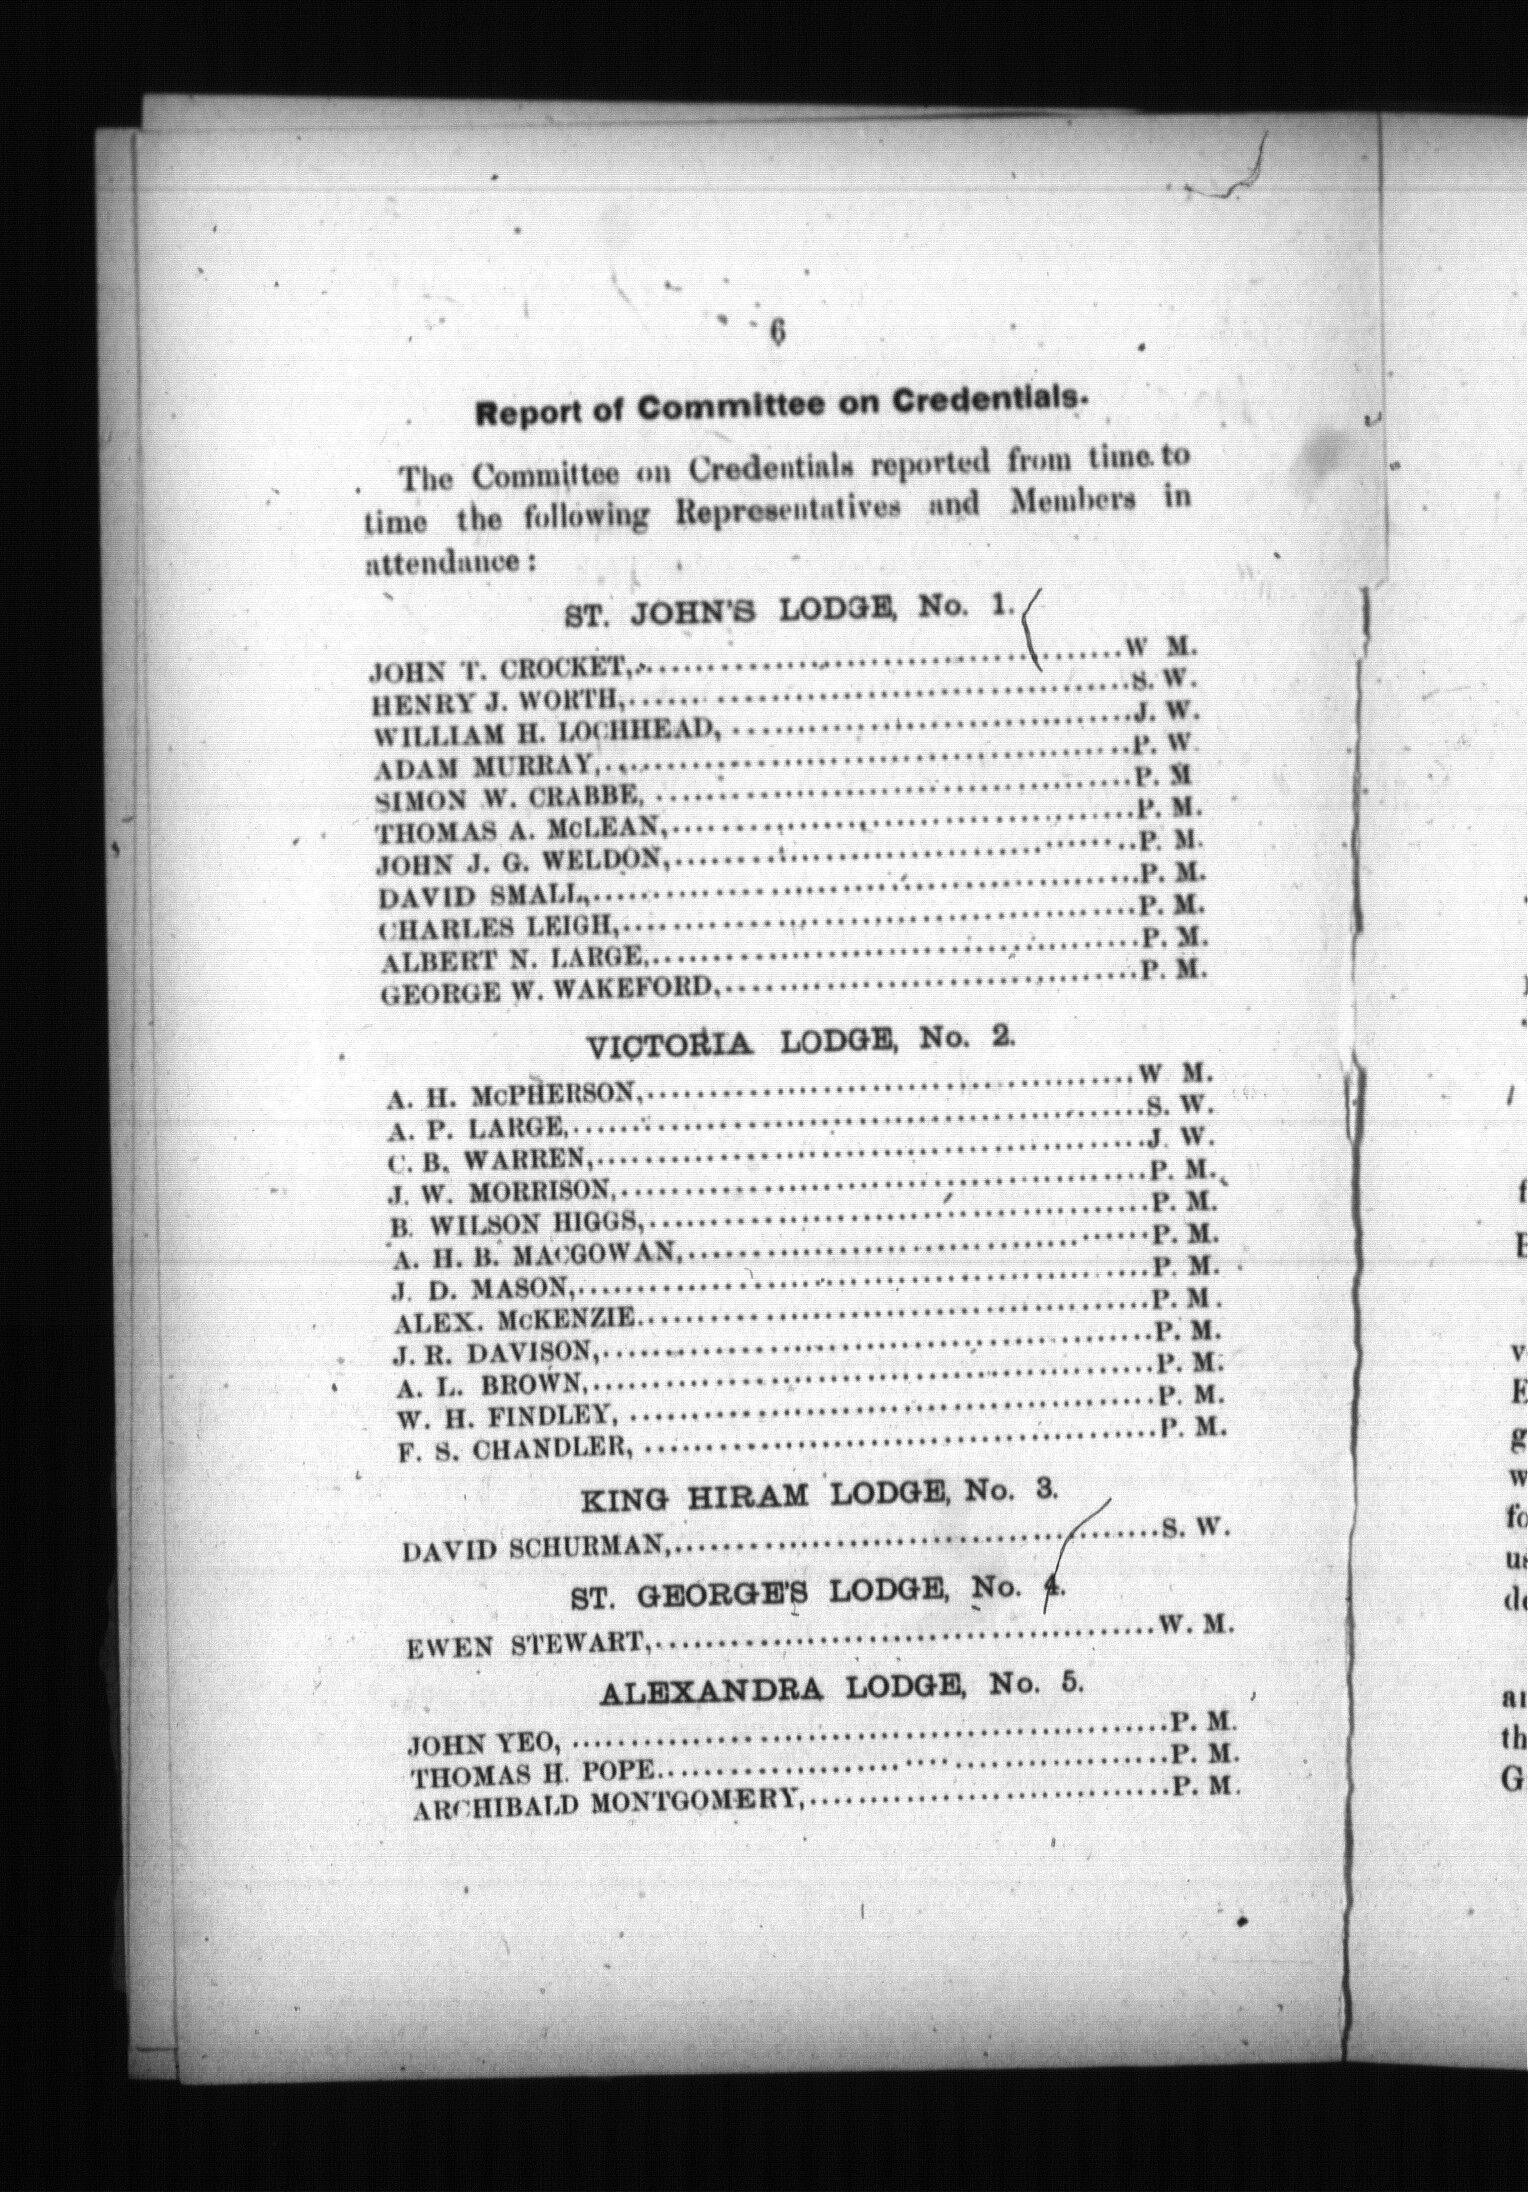 6
Report of Committee on Credentials.
The Committee on Credentials reported from time to
time the following Representatives and Members in
attendance:
ST. JOHN'S LODGE, No. 1.
JOHN T. CROCKET,........................................W M.
HENRY J. WORTH,........................................S. W.
WILLIAM H. LOCHHEAD, ........................................J. W.
ADAM MURRAY,........................................P. W.
SIMON W. CRABBE, ........................................P. M
THOMAS A. McLEAN,........................................P. M.
JOHN J. G. WELDON,........................................P. M.
DAVID SMALL,........................................P. M.
CHARLES LEIGH,........................................P. M.
ALBERT N. LARGE,........................................P. M.
GEORGE W. WAKEFORD,........................................P. M.
VICTORIA LODGE, No. 2.
A. H. McPHERSON,........................................W M.
A. P. LARGE,........................................S. W.
C. B. WARREN,........................................J. W.
J. W. MORRISON,........................................P. M.
B. WILSON HIGGS,........................................P. M.
A. H. B. MACGOWAN,........................................P. M.
J. D. MASON,........................................P. M.
ALEX. McKENZIE........................................P. M.
J. R. DAVISON,........................................P. M.
A. L. BROWN,........................................P. M.
W. H. FINDLEY, ........................................P. M.
F. S. CHANDLER, ........................................P. M.
KING HIRAM LODGE, No. 3.
DAVID SCHURMAN,........................................S. W.
ST. GEORGE'S LODGE, No. 4.
EWEN STEWART,........................................W. M.
ALEXANDRA LODGE, No. 5.
JOHN YEO, ........................................P. M.
THOMAS H. POPE........................................P. M.
ARCHIBALD MONTGOMERY,..............................P. M.